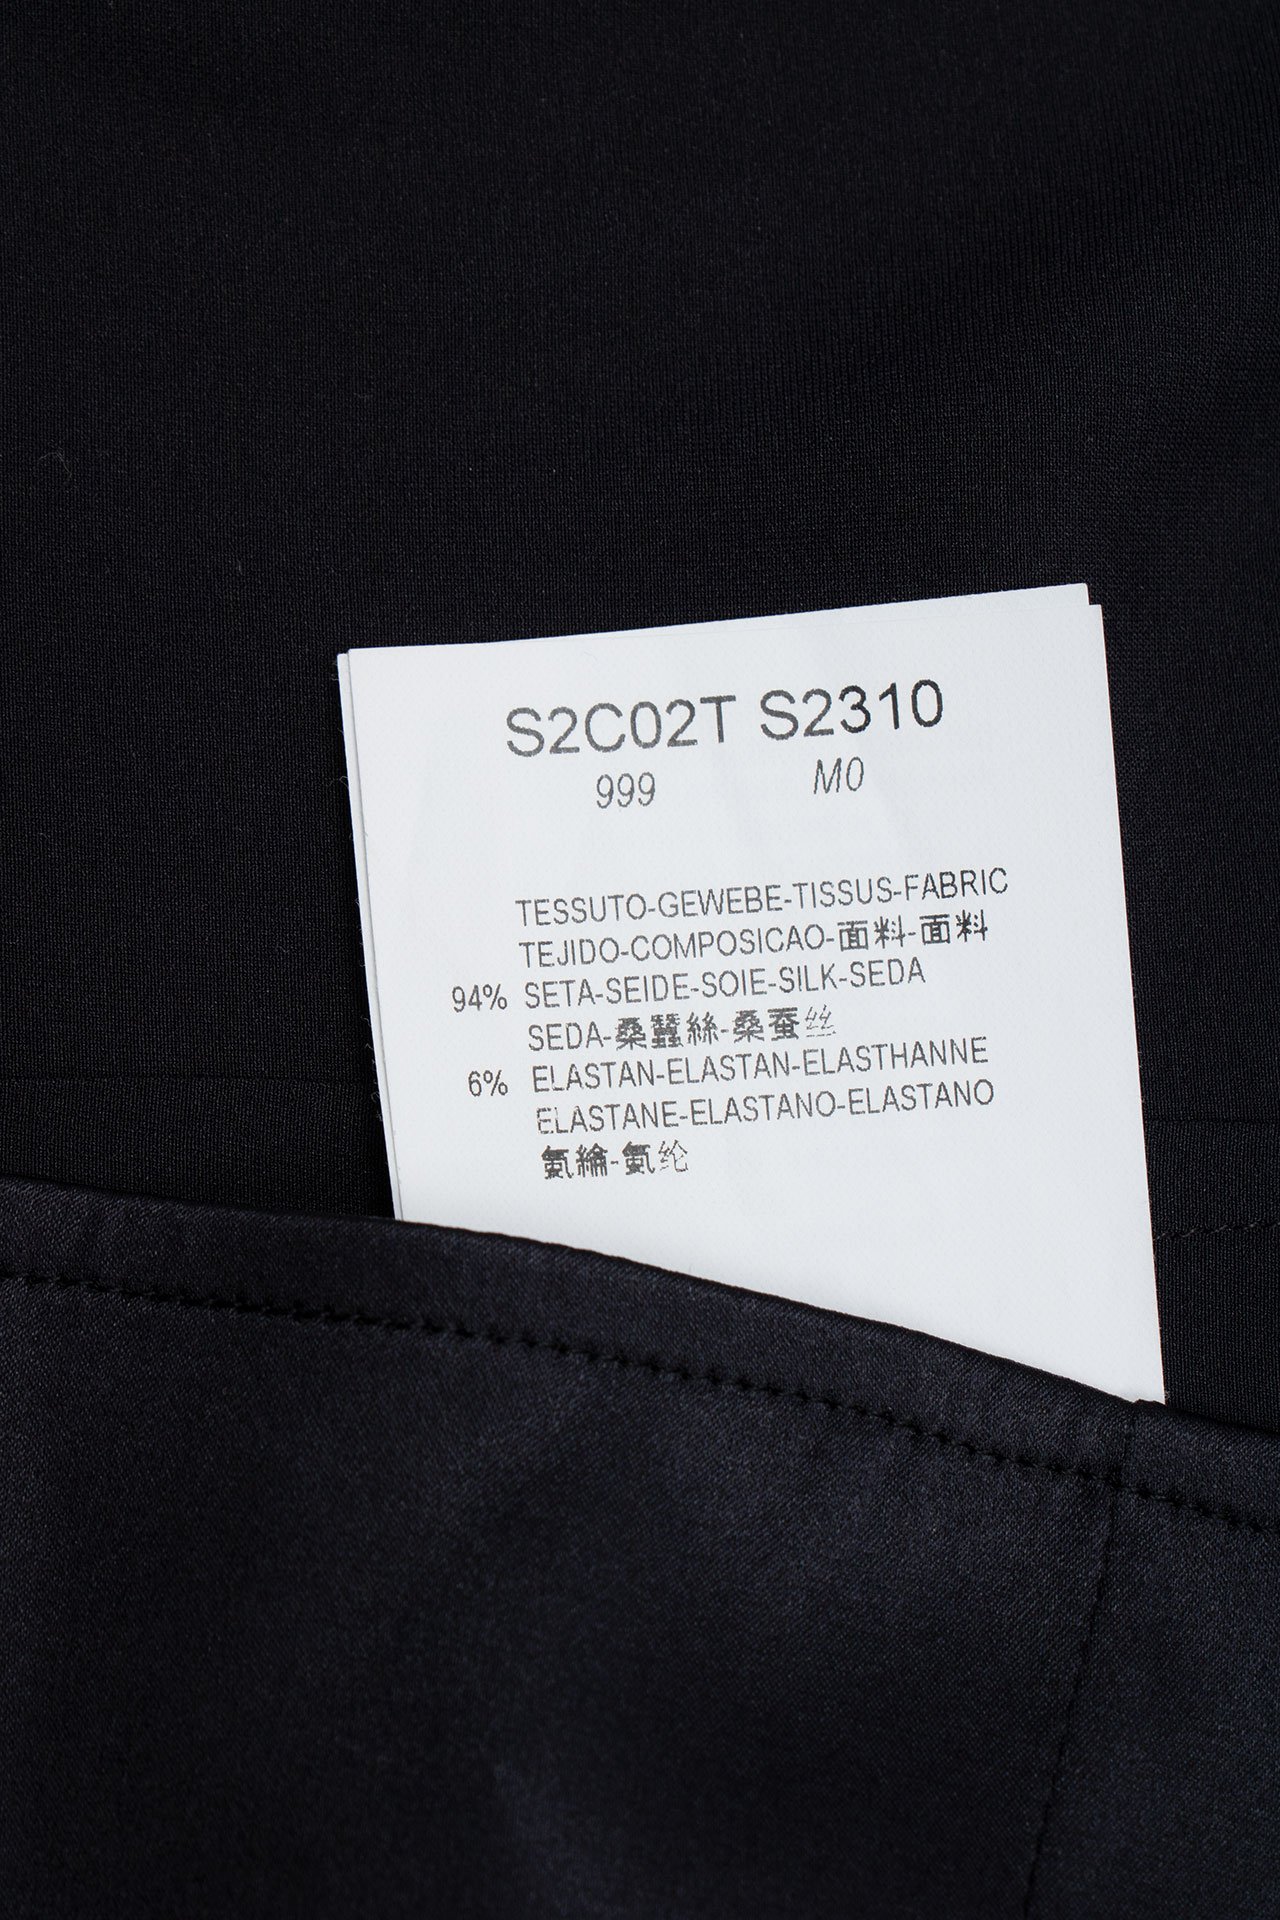 S2C02T S2310
999 M0
TESSUTO-GEWEBE-TISSUS-FABRIC
TEJIDO-COMPOSICAO-面料-面料
94% SETA-SEIDE-SOIE-SILK-SEDA
SEDA-桑蠶絲-桑蚕丝
6% ELASTAN-ELASTAN-ELASTHANNE
ELASTANE-ELASTANO-ELASTANO
氨綸-氨纶